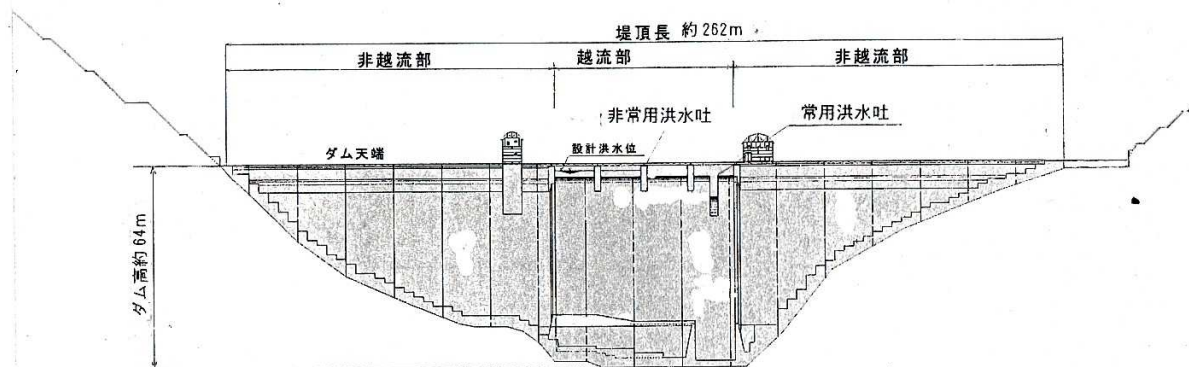 堤頂長 約262m
非越流部 越流部 非越流部
非常用洪水吐 常用洪水吐
ダム天端 設計洪水位
ダム高約64m